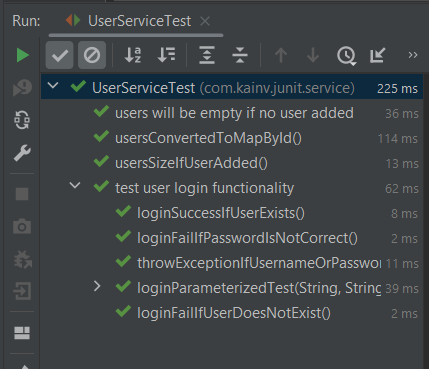 Run: UserServiceTest
UserServiceTest (com.kainv.junit.service) 225 ms
users will be empty if no user added 36 ms
usersConvertedToMapById() 114 ms
usersSizeIfUserAdded() 13 ms
test user login functionality 62 ms
loginSuccessIfUserExists() 8 ms
loginFailIfPasswordIsNotCorrect() 2 ms
throwExceptionIfUsernameOrPasswor 11 ms
loginParameterizedTest(String, String 39 ms
loginFailIfUserDoesNotExist() 2 ms